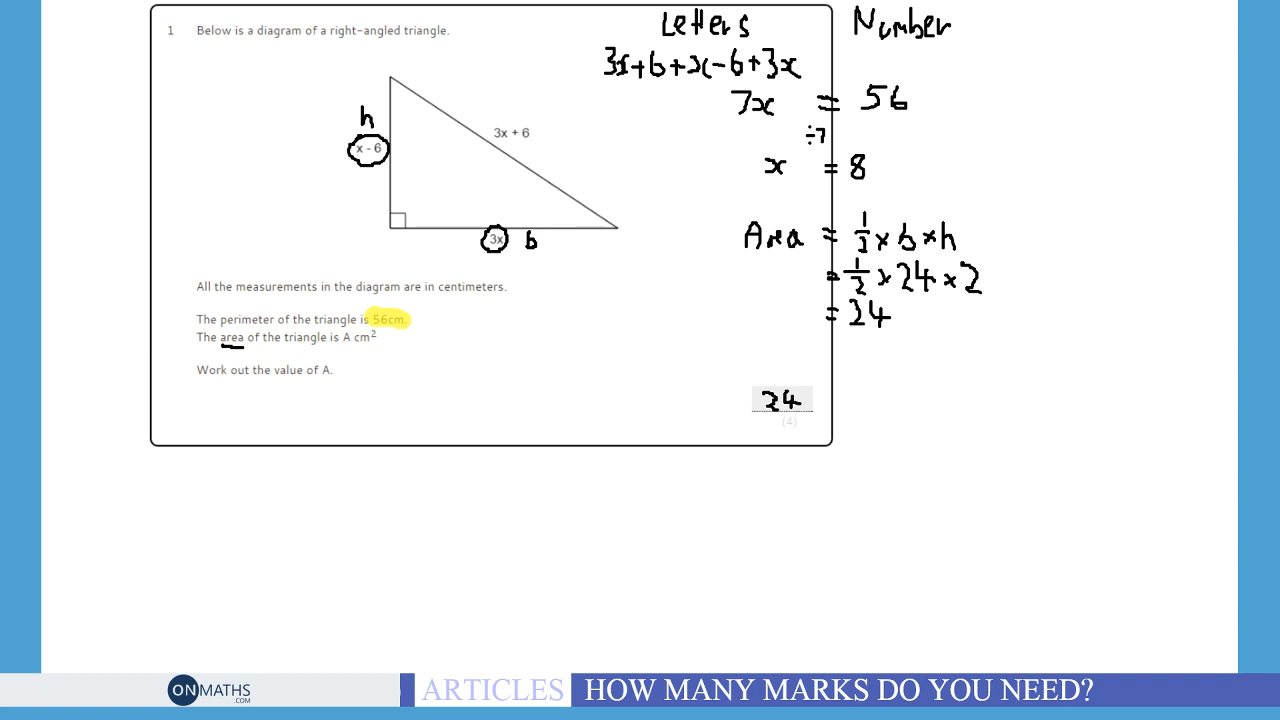 1 Below is a diagram of a right-angled triangle.
Letters Number
3x+6+x-6+3x
7x = 56
÷7
x = 8
Area = 1/2 × b × h
= 1/2 × 24 × 2
= 24
h
x - 6
3x + 6
3x b
All the measurements in the diagram are in centimeters.
The perimeter of the triangle is 56cm.
The area of the triangle is A cm²
Work out the value of A.
24
(4)
ONMATHS
.COM
ARTICLES HOW MANY MARKS DO YOU NEED?